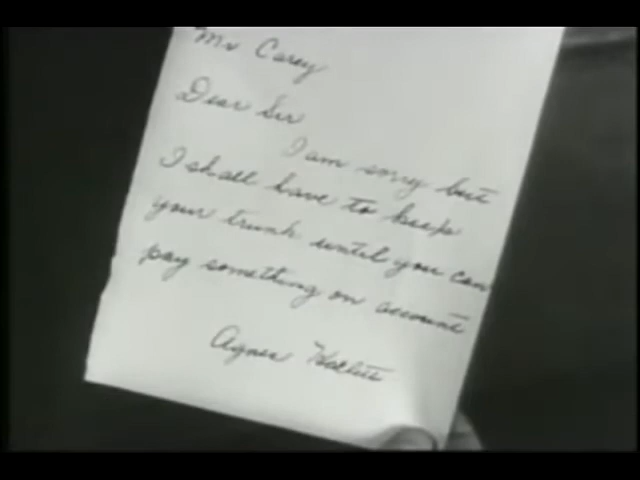 Mr Carey
Dear Sir
I am sorry but
I shall have to keep
your trunk until you can
pay something on account
Agnes